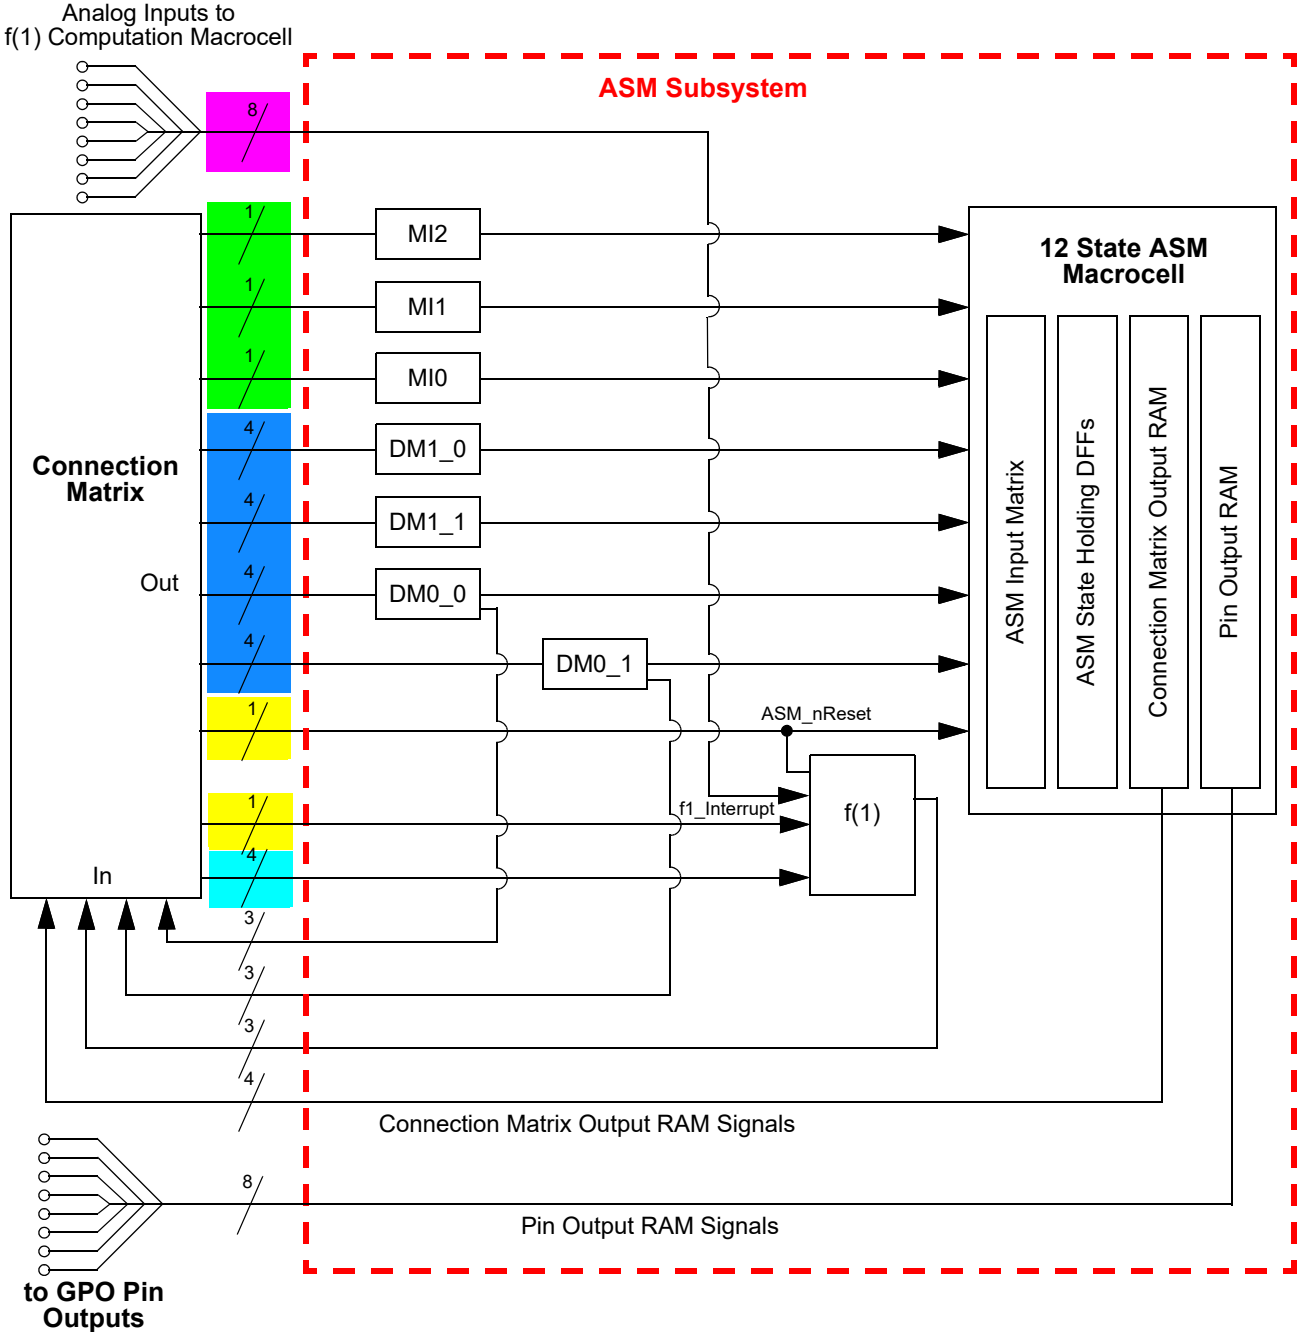 Analog Inputs to
f(1) Computation Macrocell
ASM Subsystem
8
1
MI2
12 State ASM
Macrocell
1
MI1
1
MI0
4
DM1_0
Connection
Matrix
4
DM1_1
Out
4
DM0_0
4
DM0_1
ASM Input Matrix
ASM State Holding DFFs
Connection Matrix Output RAM
Pin Output RAM
1
ASM_nReset
1
f1_Interrupt
f(1)
4
In
3
3
3
4
Connection Matrix Output RAM Signals
8
Pin Output RAM Signals
to GPO Pin
Outputs